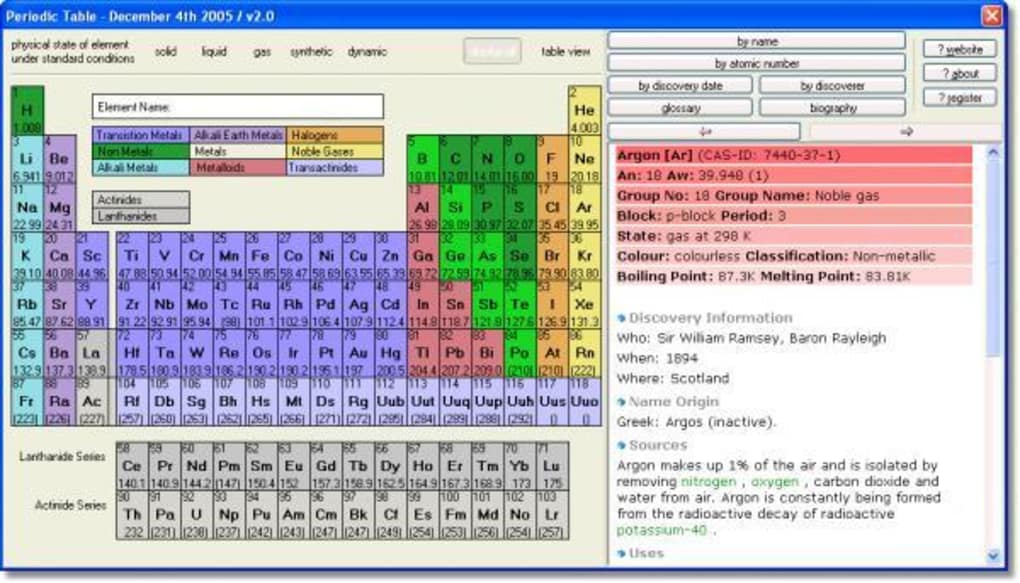 Periodic Table - December 4th 2005 / v2.0
physical state of element
under standard conditions
solid liquid gas synthetic dynamic
table view
by name
by atomic number
by discovery date by discoverer
glossary biography
? website
? about
? register
Element Name:
Transistion Metals Alkali Earth Metals Halogens
Non Metals Metals Noble Gases
Alkali Metals Metalloids Transactinides
Actinides
Lanthanides
1 2
H He
1.008 4.003
3 4 5 6 7 8 9 10
Li Be B C N O F Ne
6.941 9.012 10.81 12.01 14.01 16.00 19 20.18
11 12 13 14 15 16 17 18
Na Mg Al Si P S Cl Ar
22.99 24.31 26.98 28.09 30.97 32.07 35.45 39.95
19 20 21 22 23 24 25 26 27 28 29 30 31 32 33 34 35 36
K Ca Sc Ti V Cr Mn Fe Co Ni Cu Zn Ga Ge As Se Br Kr
39.10 40.08 44.96 47.88 50.94 52.00 54.94 55.85 58.47 58.69 63.55 65.39 69.72 72.59 74.92 78.96 79.90 83.80
37 38 39 40 41 42 43 44 45 46 47 48 49 50 51 52 53 54
Rb Sr Y Zr Nb Mo Tc Ru Rh Pd Ag Cd In Sn Sb Te I Xe
85.47 87.62 88.91 91.22 92.91 95.94 (98) 101.1 102.9 106.4 107.9 112.4 114.8 118.7 121.8 127.6 126.9 131.3
55 56 57 72 73 74 75 76 77 78 79 80 81 82 83 84 85 86
Cs Ba La Hf Ta W Re Os Ir Pt Au Hg Tl Pb Bi Po At Rn
132.9 137.3 138.9 178.5 180.9 183.9 186.2 190.2 190.2 195.1 197 200.5 204.4 207.2 209.0 (210) (210) (222)
87 88 89 104 105 106 107 108 109 110 111 112 113 114 115 116 117 118
Fr Ra Ac Rf Db Sg Bh Hs Mt Ds Rg Uub Uut Uuq Uup Uuh Uus Uuo
(223) (226) (227) (257) (260) (263) (262) (265) (266) (271) (272) (285) (284) (289) (288) (292) () ()
Lanthanide Series
58 59 60 61 62 63 64 65 66 67 68 69 70 71
Ce Pr Nd Pm Sm Eu Gd Tb Dy Ho Er Tm Yb Lu
140.1 140.9 144.2 (147) 150.4 152 157.3 158.9 162.5 164.9 167.3 168.9 173 175
Actinide Series
90 91 92 93 94 95 96 97 98 99 100 101 102 103
Th Pa U Np Pu Am Cm Bk Cf Es Fm Md No Lr
232 (231) (238) (237) (242) (243) (247) (247) (249) (254) (253) (256) (254) (257)
Argon [Ar] (CAS-ID: 7440-37-1)
An: 18 Aw: 39.948 (1)
Group No: 18 Group Name: Noble gas
Block: p-block Period: 3
State: gas at 298 K
Colour: colourless Classification: Non-metallic
Boiling Point: 87.3K Melting Point: 83.81K
Discovery Information
Who: Sir William Ramsey, Baron Rayleigh
When: 1894
Where: Scotland
Name Origin
Greek: Argos (inactive).
Sources
Argon makes up 1% of the air and is isolated by
removing nitrogen , oxygen , carbon dioxide and
water from air. Argon is constantly being formed
from the radioactive decay of radioactive
potassium-40 .
Uses